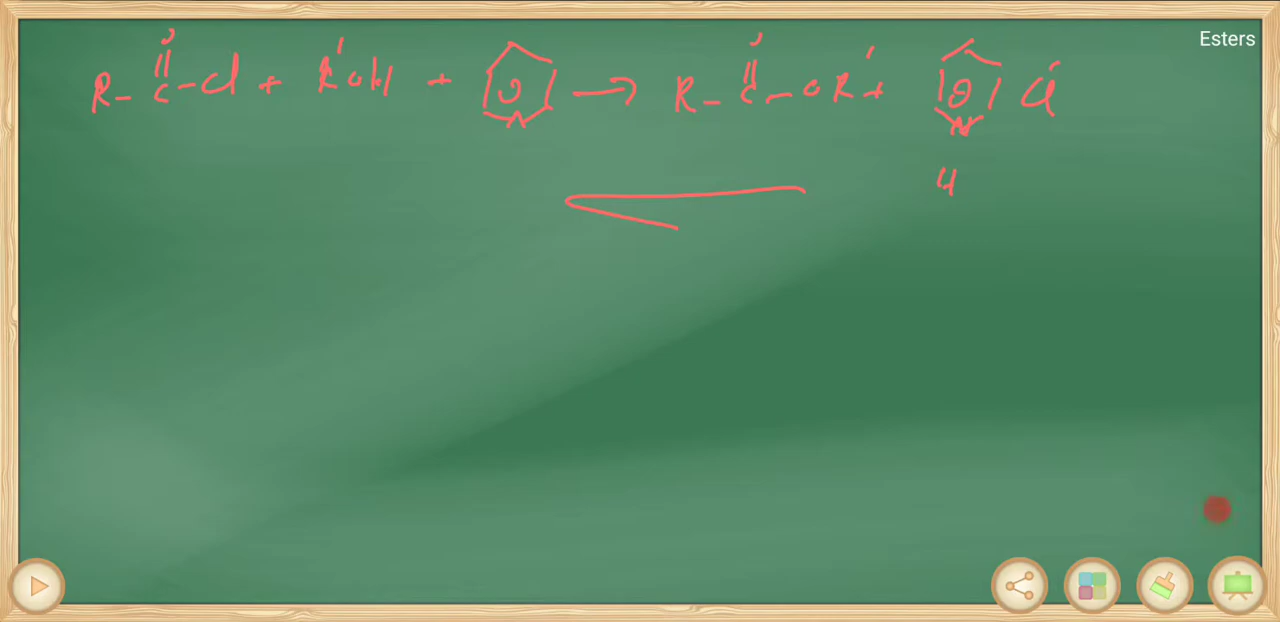 Esters
O O
R-C-Cl + R'OH + N → R-C-OR' + N Cl
H